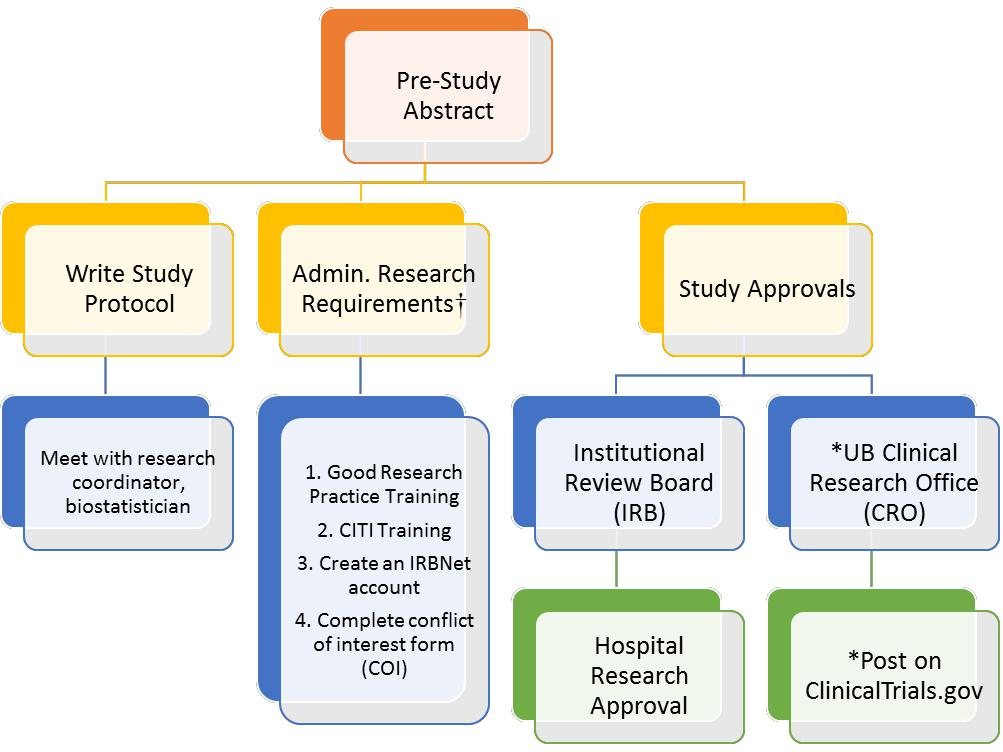 Pre-Study
Abstract
Write Study
Protocol
Admin. Research
Requirements†
Study Approvals
Meet with research
coordinator,
biostatistician
1. Good Research
Practice Training
2. CITI Training
3. Create an IRBNet
account
4. Complete conflict
of interest form
(COI)
Institutional
Review Board
(IRB)
*UB Clinical
Research Office
(CRO)
Hospital
Research
Approval
*Post on
ClinicalTrials.gov